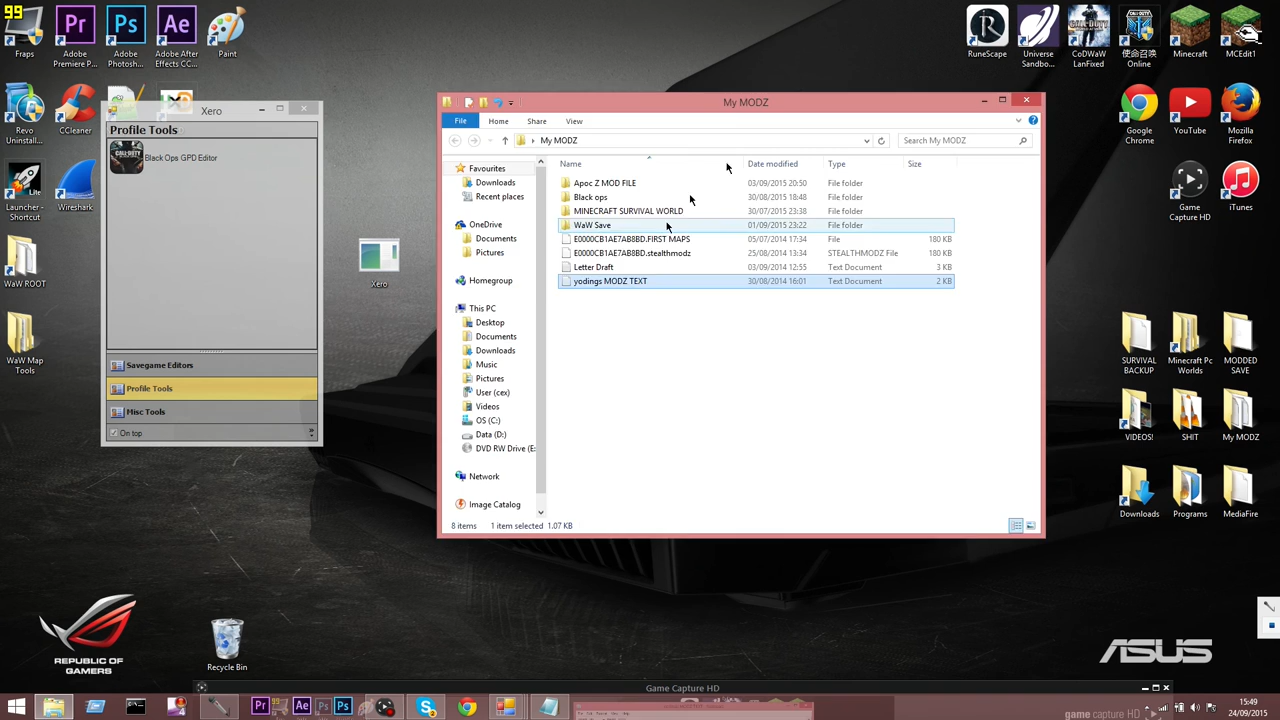 99
Fraps
Adobe Premiere P...
Adobe Photosh...
Adobe After Effects CC...
Paint
RuneScape
Universe Sandbo...
CoDWaW LanFixed
使命召唤 Online
Minecraft
MCEdit1
Revo Uninstal...
CCleaner
Launcher - Shortcut
Wireshark
WaW ROOT
WaW Map Tools
Xero
Profile Tools
Black Ops GPD Editor
Savegame Editors
Profile Tools
Misc Tools
On top
Xero
My MODZ
File Home Share View
My MODZ
Search My MODZ
Favourites
Downloads
Recent places
OneDrive
Documents
Pictures
Homegroup
This PC
Desktop
Documents
Downloads
Music
Pictures
User (cex)
Videos
OS (C:)
Data (D:)
DVD RW Drive (E:
Network
Image Catalog
Name Date modified Type Size
Apoc Z MOD FILE 03/09/2015 20:50 File folder
Black ops 30/08/2015 18:48 File folder
MINECRAFT SURVIVAL WORLD 30/07/2015 23:38 File folder
WaW Save 01/09/2015 23:22 File folder
E0000CB1AE7AB8BD.FIRST MAPS 05/07/2014 17:34 File 180 KB
E0000CB1AE7AB8BD.stealthmodz 25/08/2014 13:34 STEALTHMODZ File 180 KB
Letter Draft 03/09/2014 12:55 Text Document 3 KB
yodings MODZ TEXT 30/08/2014 16:01 Text Document 2 KB
8 items 1 item selected 1.07 KB
Google Chrome
YouTube
Mozilla Firefox
Game Capture HD
iTunes
SURVIVAL BACKUP
Minecraft Pc Worlds
MODDED SAVE
VIDEOS!
SHIT
My MODZ
Downloads
Programs
MediaFire
REPUBLIC OF
GAMERS
Recycle Bin
ASUS
Game Capture HD
15:49
24/09/2015
game capture HD